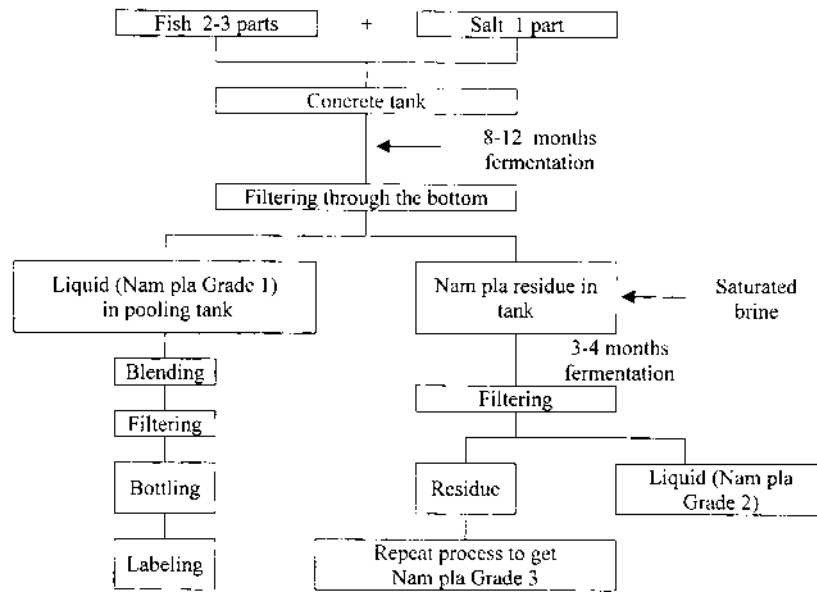 Fish 2-3 parts
+
Salt 1 part
Concrete tank
8-12 months
fermentation
Filtering through the bottom
Liquid (Nam pla Grade 1)
in pooling tank
Nam pla residue in
tank
Saturated
brine
3-4 months
fermentation
Blending
Filtering
Filtering
Bottling
Residue
Liquid (Nam pla
Grade 2)
Labeling
Repeat process to get
Nam pla Grade 3